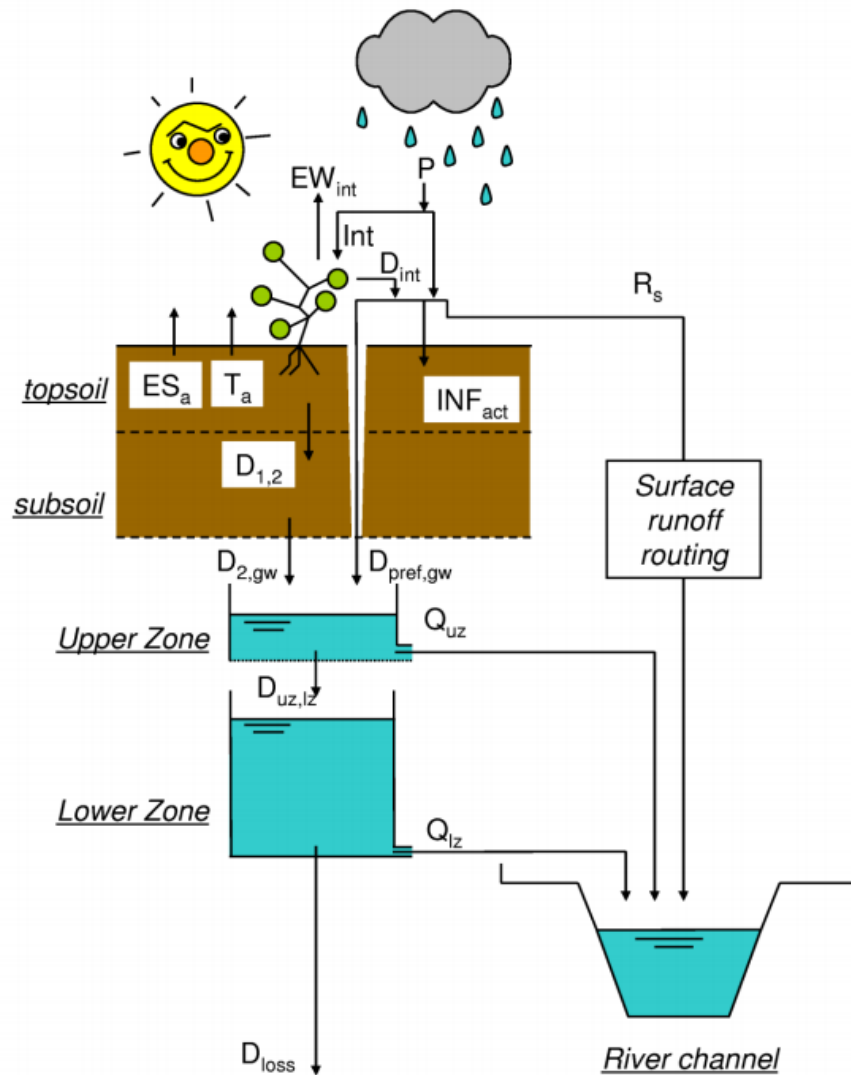 P
EW_int
Int
D_int
R_s
topsoil
ES_a
T_a
INF_act
D_1,2
subsoil
Surface
runoff
routing
D_2,gw
D_pref,gw
Upper Zone
Q_uz
D_uz,lz
Lower Zone
Q_lz
D_loss
River channel